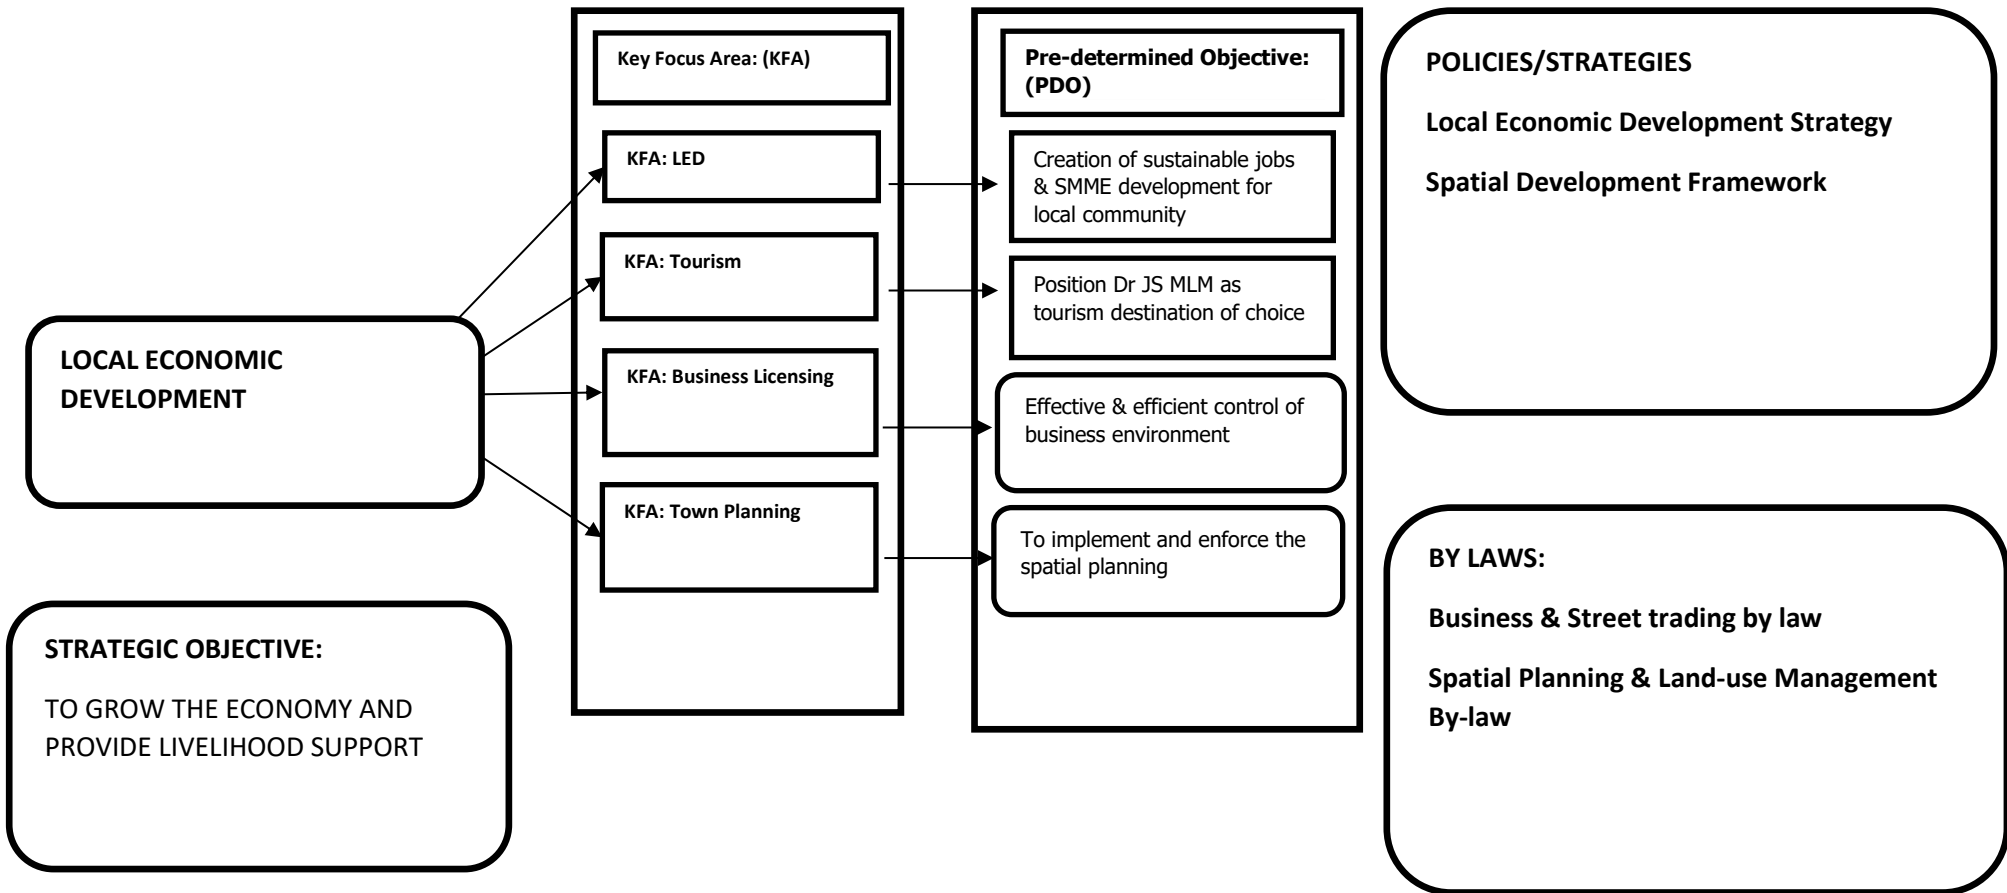 LOCAL ECONOMIC
DEVELOPMENT
STRATEGIC OBJECTIVE:
TO GROW THE ECONOMY AND
PROVIDE LIVELIHOOD SUPPORT
Key Focus Area: (KFA)
KFA: LED
KFA: Tourism
KFA: Business Licensing
KFA: Town Planning
Pre-determined Objective:
(PDO)
Creation of sustainable jobs
& SMME development for
local community
Position Dr JS MLM as
tourism destination of choice
Effective & efficient control of
business environment
To implement and enforce the
spatial planning
POLICIES/STRATEGIES
Local Economic Development Strategy
Spatial Development Framework
BY LAWS:
Business & Street trading by law
Spatial Planning & Land-use Management
By-law